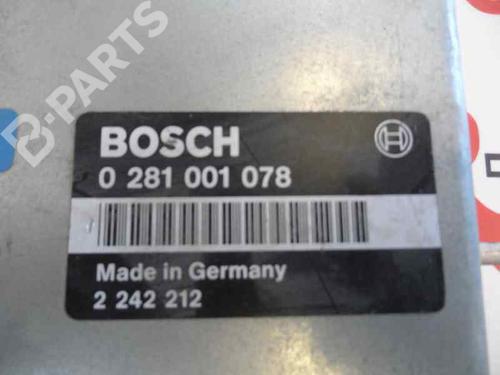 B-PARTS
BOSCH
0 281 001 078
Made in Germany
2 242 212